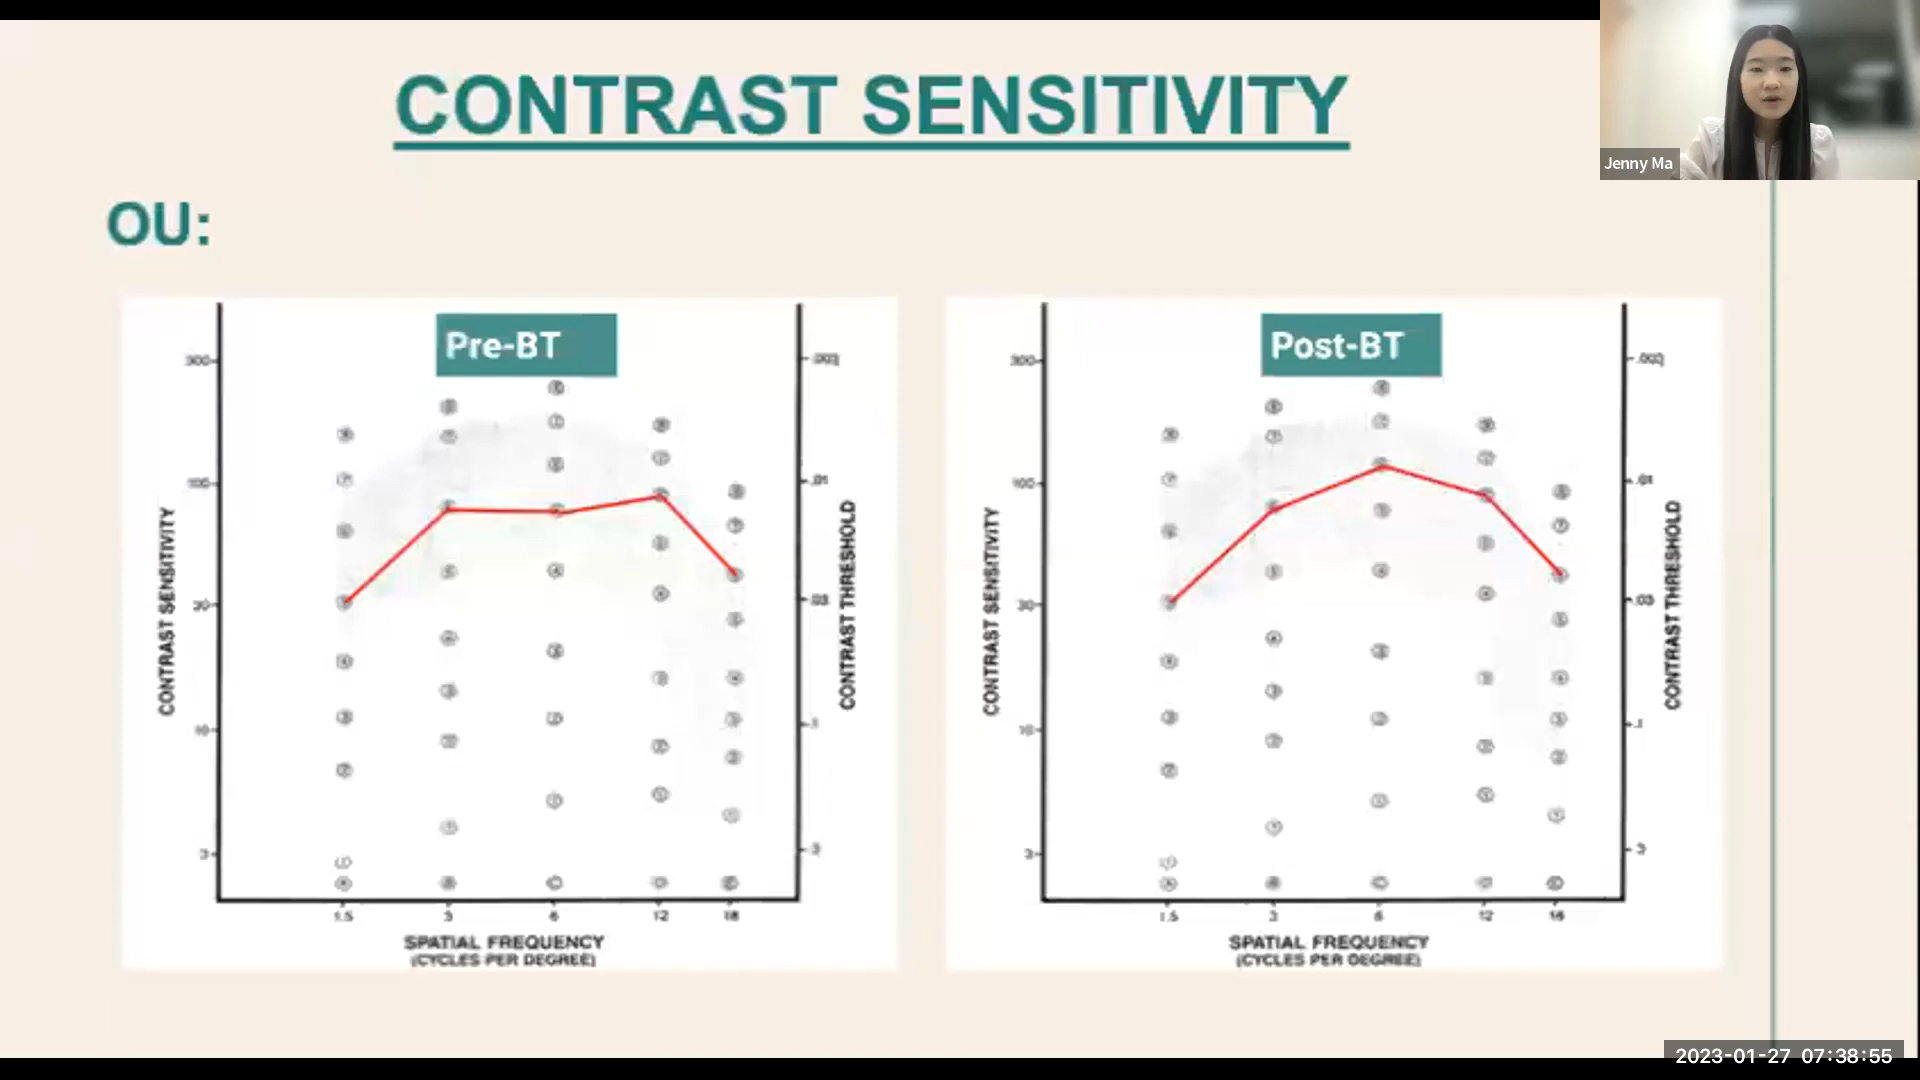 CONTRAST SENSITIVITY
Jenny Ma
OU:
Pre-BT
300
100
30
10
3
CONTRAST SENSITIVITY
.003
.01
.03
.1
.3
CONTRAST THRESHOLD
1.5 3 6 12 18
SPATIAL FREQUENCY
(CYCLES PER DEGREE)
Post-BT
300
100
30
10
3
CONTRAST SENSITIVITY
.003
.01
.03
.1
.3
CONTRAST THRESHOLD
1.5 3 6 12 18
SPATIAL FREQUENCY
(CYCLES PER DEGREE)
2023-01-27 07:38:55